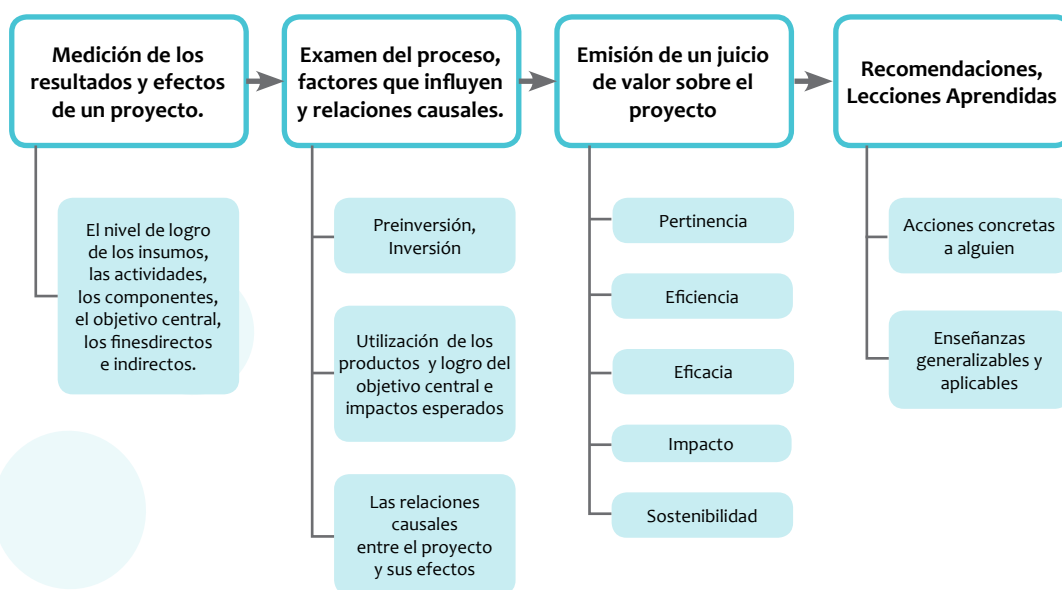 Medición de los
resultados y efectos
de un proyecto.
El nivel de logro
de los insumos,
las actividades,
los componentes,
el objetivo central,
los finesdirectos
e indirectos.
Examen del proceso,
factores que influyen
y relaciones causales.
Preinversión,
Inversión
Utilización de los
productos y logro del
objetivo central e
impactos esperados
Las relaciones
causales
entre el proyecto
y sus efectos
Emisión de un juicio
de valor sobre el
proyecto
Pertinencia
Eficiencia
Eficacia
Impacto
Sostenibilidad
Recomendaciones,
Lecciones Aprendidas
Acciones concretas
a alguien
Enseñanzas
generalizables y
aplicables